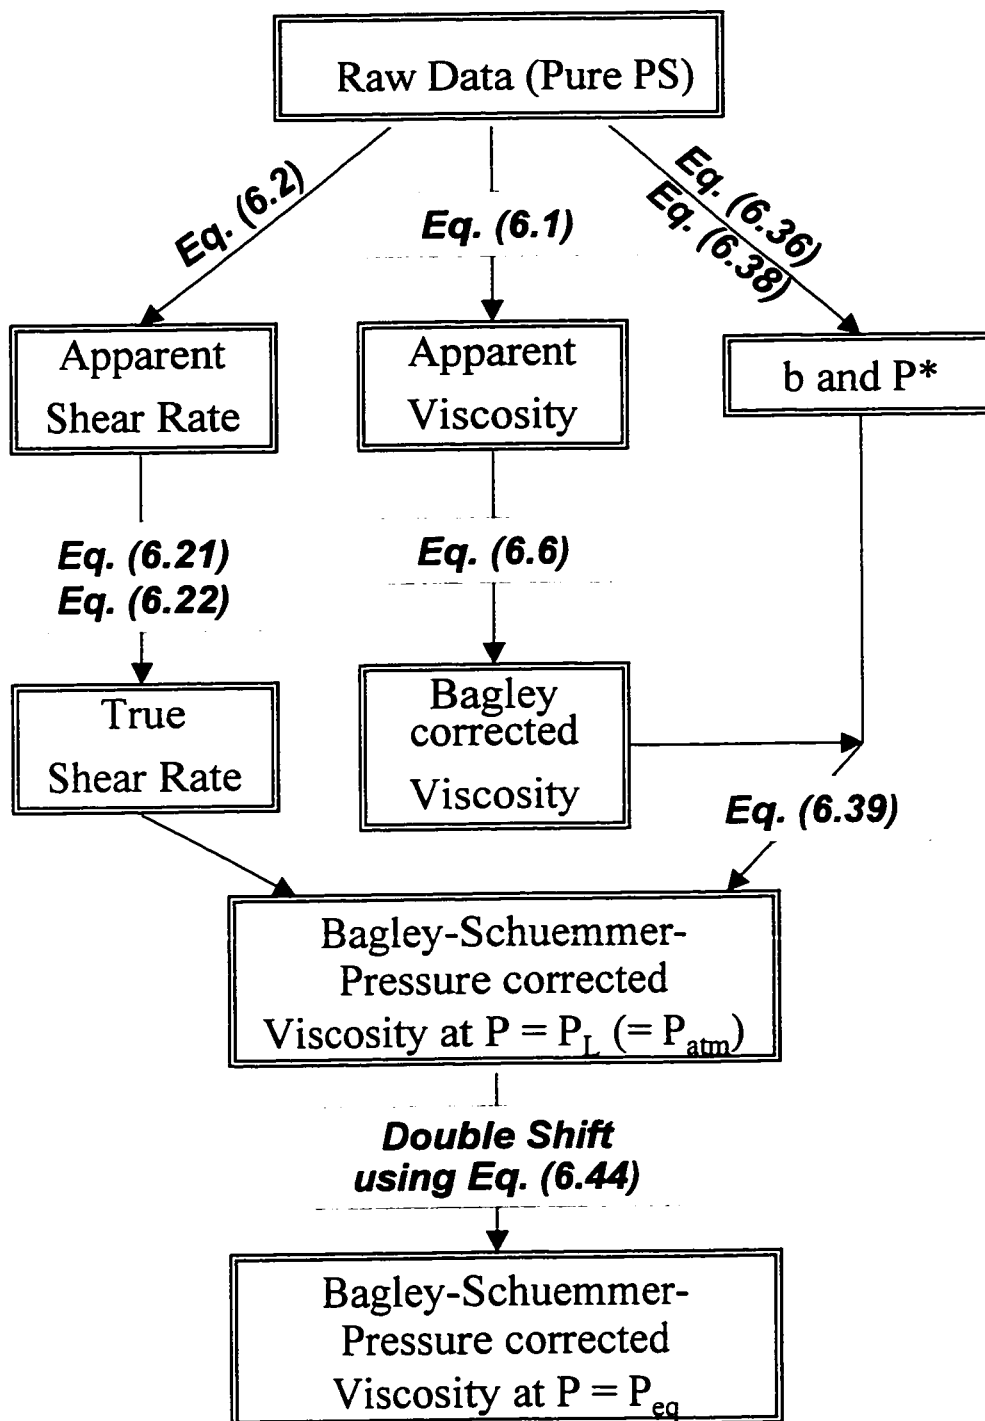 Raw Data (Pure PS)
Eq. (6.2)
Eq. (6.1)
Eq. (6.36)
Eq. (6.38)
Apparent
Shear Rate
Apparent
Viscosity
b and P*
Eq. (6.21)
Eq. (6.22)
Eq. (6.6)
True
Shear Rate
Bagley
corrected
Viscosity
Eq. (6.39)
Bagley-Schuemmer-
Pressure corrected
Viscosity at P = P_L (= P_atm)
Double Shift
using Eq. (6.44)
Bagley-Schuemmer-
Pressure corrected
Viscosity at P = P_eq